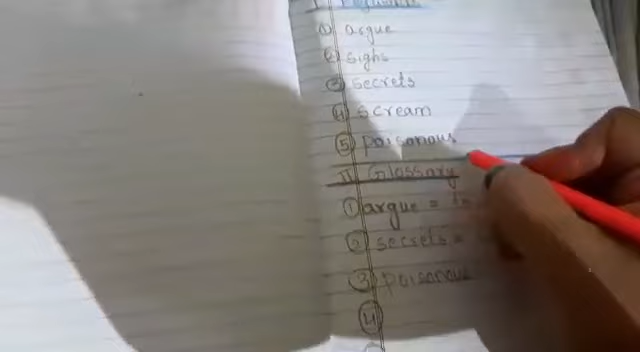 ① argue
② sighs
③ secrets
④ scream
⑤ poisonous
II Glossary
① argue =
② secrets =
③ poisonous
④